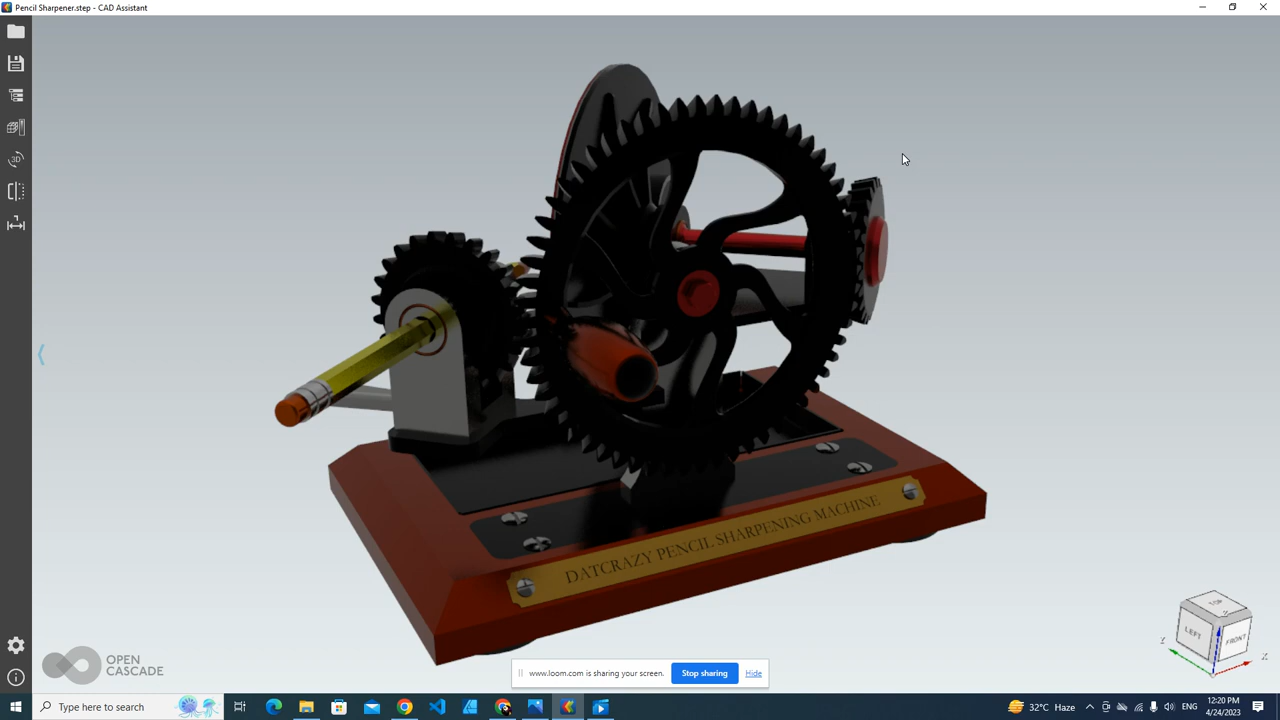 Pencil Sharpener.step - CAD Assistant
3D
DATCRAZY PENCIL SHARPENING MACHINE
TOP
LEFT
FRONT
OPEN
CASCADE
www.loom.com is sharing your screen.
Stop sharing
Hide
Type here to search
32°C Haze
ENG
12:20 PM
4/24/2023